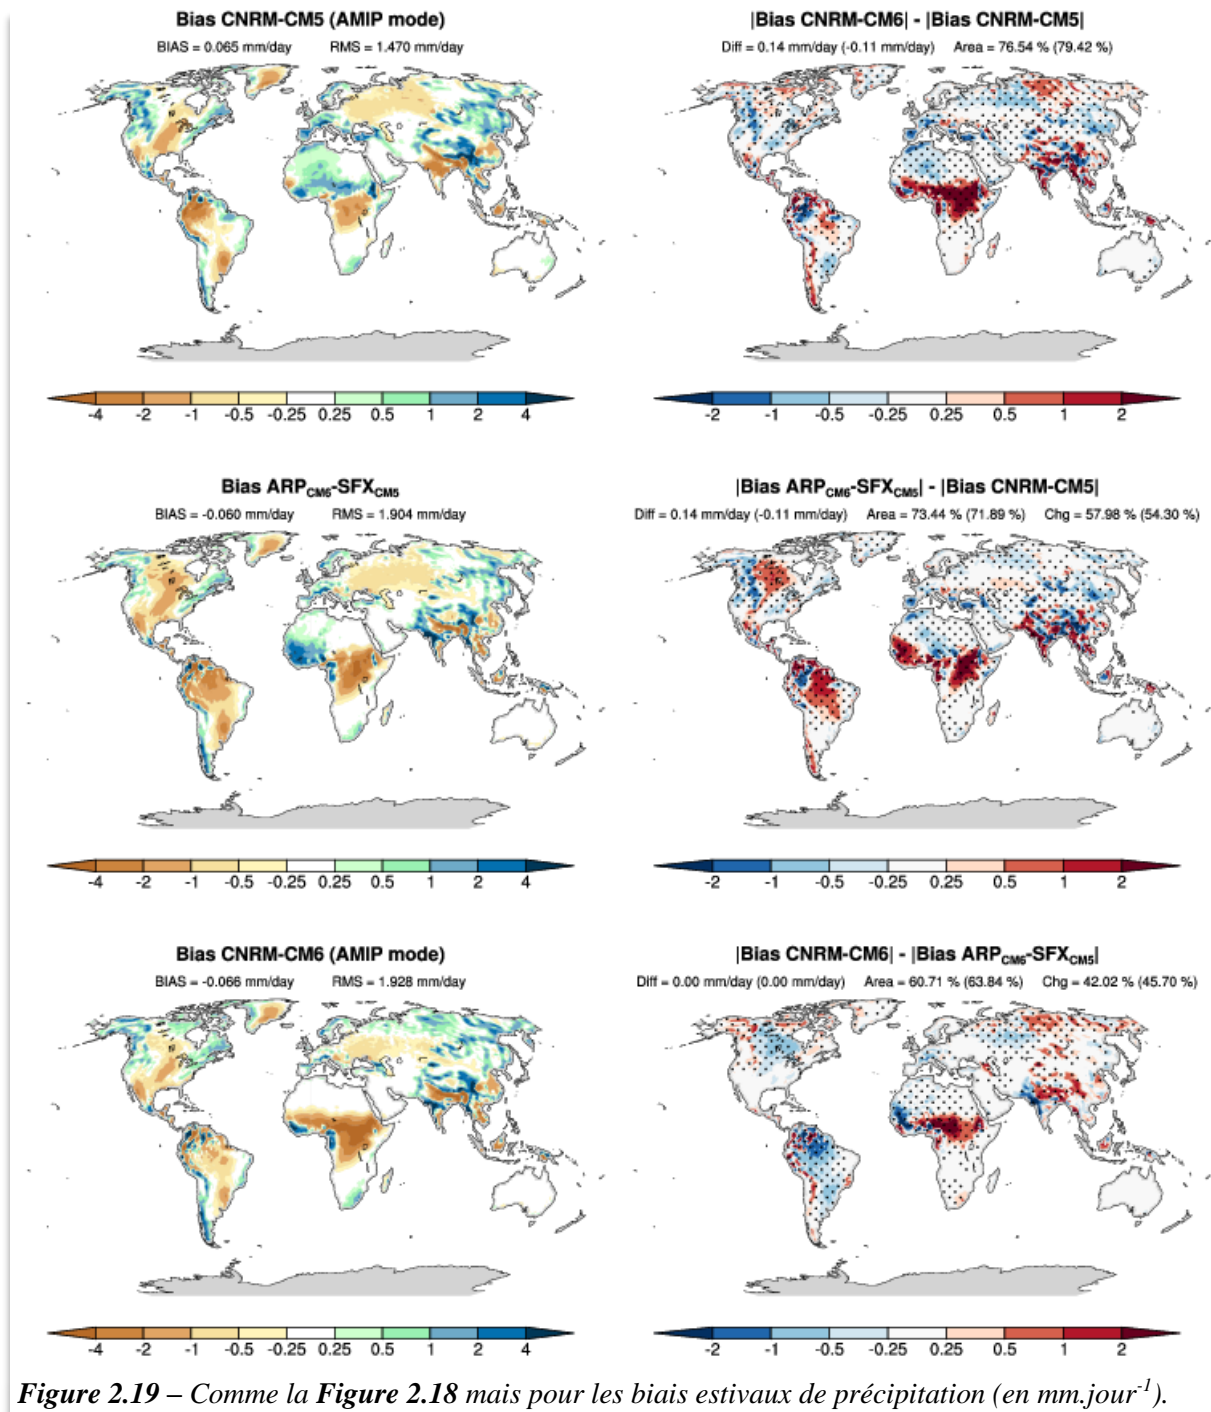 Bias CNRM-CM5 (AMIP mode)
BIAS = 0.065 mm/day RMS = 1.470 mm/day
-4 -2 -1 -0.5 -0.25 0.25 0.5 1 2 4
|Bias CNRM-CM6| - |Bias CNRM-CM5|
Diff = 0.14 mm/day (-0.11 mm/day) Area = 76.54 % (79.42 %)
-2 -1 -0.5 -0.25 0.25 0.5 1 2
Bias ARPCM6-SFXCM5
BIAS = -0.060 mm/day RMS = 1.904 mm/day
-4 -2 -1 -0.5 -0.25 0.25 0.5 1 2 4
|Bias ARPCM6-SFXCM5| - |Bias CNRM-CM5|
Diff = 0.14 mm/day (-0.11 mm/day) Area = 73.44 % (71.89 %) Chg = 57.98 % (54.30 %)
-2 -1 -0.5 -0.25 0.25 0.5 1 2
Bias CNRM-CM6 (AMIP mode)
BIAS = -0.066 mm/day RMS = 1.928 mm/day
-4 -2 -1 -0.5 -0.25 0.25 0.5 1 2 4
|Bias CNRM-CM6| - |Bias ARPCM6-SFXCM5|
Diff = 0.00 mm/day (0.00 mm/day) Area = 60.71 % (63.84 %) Chg = 42.02 % (45.70 %)
-2 -1 -0.5 -0.25 0.25 0.5 1 2
Figure 2.19 – Comme la Figure 2.18 mais pour les biais estivaux de précipitation (en mm.jour-1).